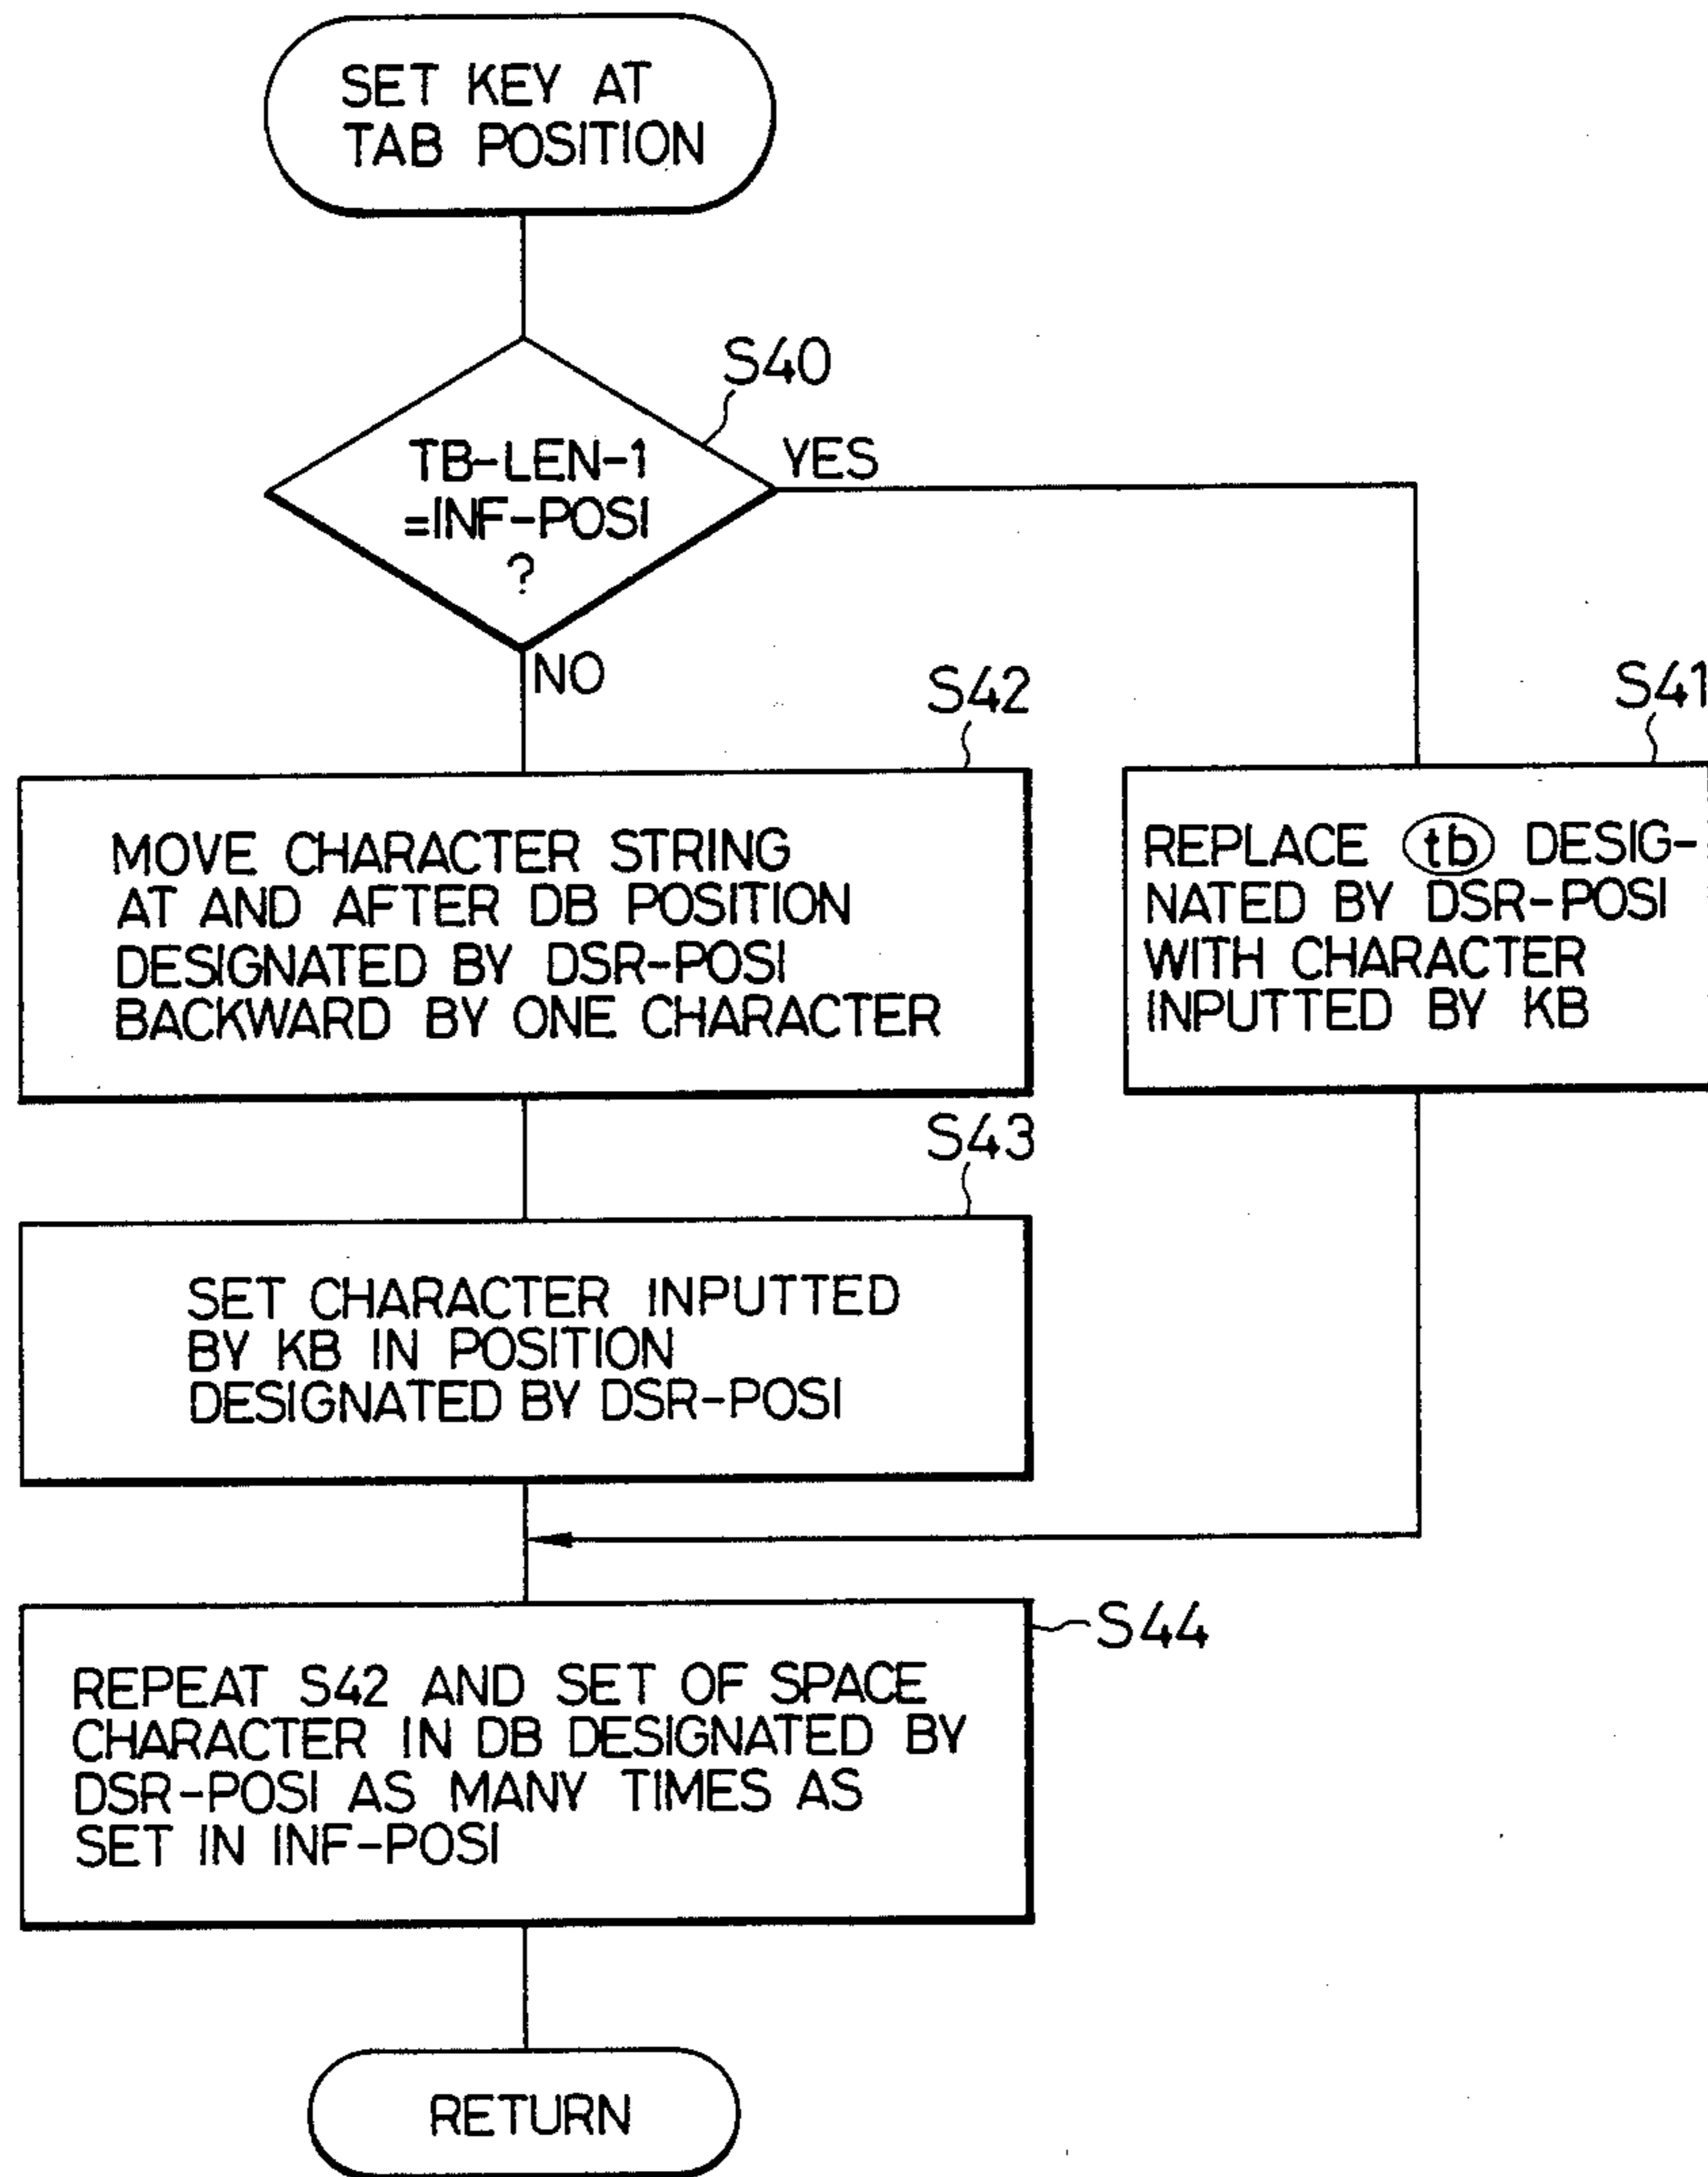 SET KEY AT
TAB POSITION
S40
TB-LEN-1
=INF-POSI
?
YES
NO
S42
MOVE CHARACTER STRING
AT AND AFTER DB POSITION
DESIGNATED BY DSR-POSI
BACKWARD BY ONE CHARACTER
S41
REPLACE tb DESIG-
NATED BY DSR-POSI
WITH CHARACTER
INPUTTED BY KB
S43
SET CHARACTER INPUTTED
BY KB IN POSITION
DESIGNATED BY DSR-POSI
S44
REPEAT S42 AND SET OF SPACE
CHARACTER IN DB DESIGNATED BY
DSR-POSI AS MANY TIMES AS
SET IN INF-POSI
RETURN